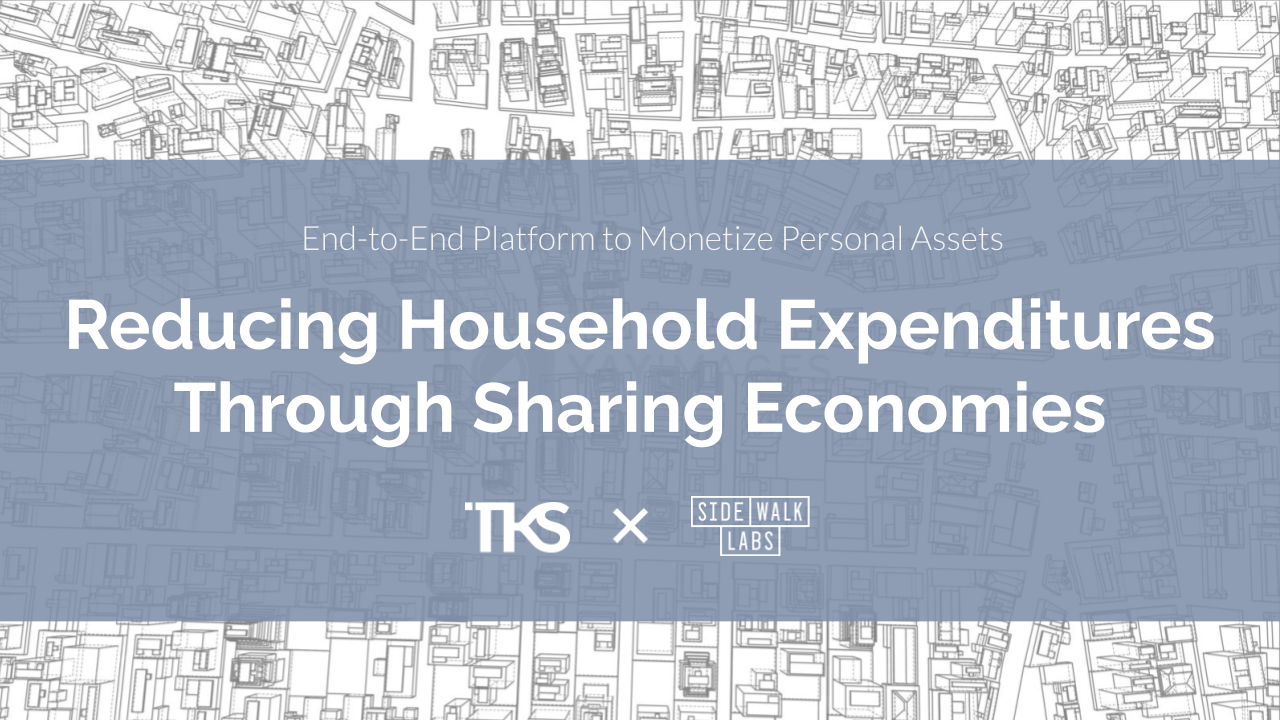 End-to-End Platform to Monetize Personal Assets
Reducing Household Expenditures
Through Sharing Economies
TKS × SIDE WALK
LABS